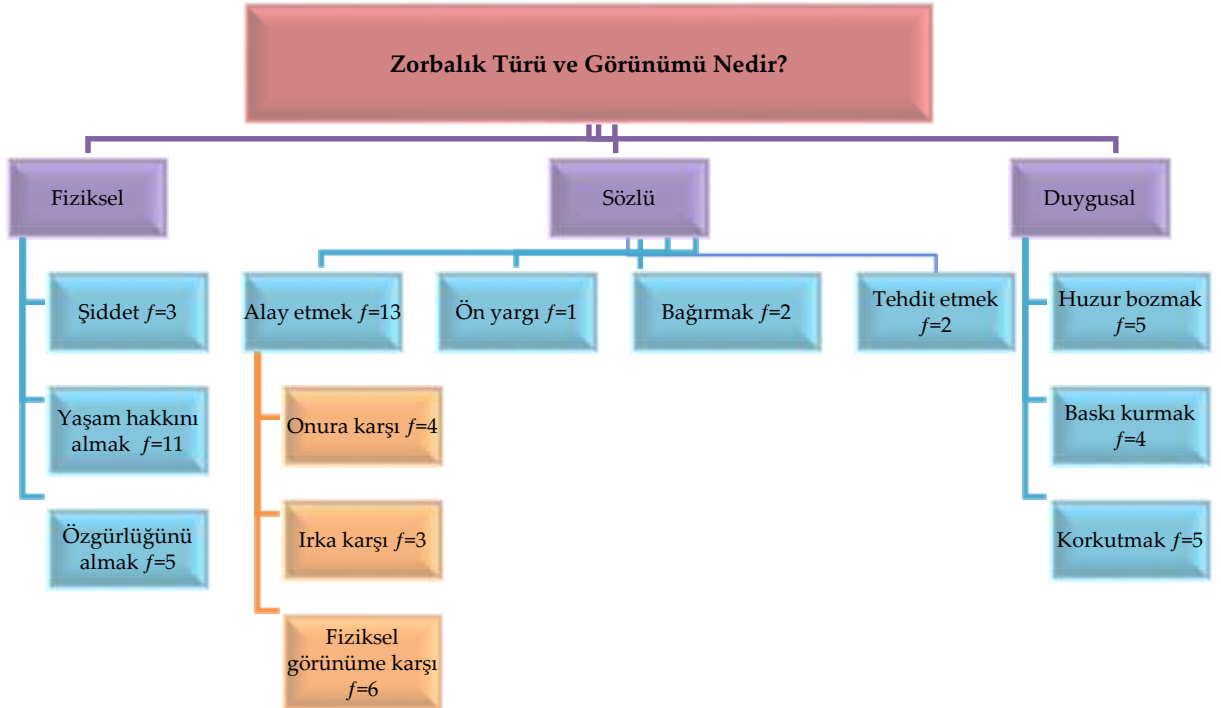 Zorbalık Türü ve Görünümü Nedir?
Fiziksel
Sözlü
Duygusal
Şiddet f=3
Yaşam hakkını
almak f=11
Özgürlüğünü
almak f=5
Alay etmek f=13
Ön yargı f=1
Bağırmak f=2
Tehdit etmek
f=2
Onura karşı f=4
Irka karşı f=3
Fiziksel
görünüme karşı
f=6
Huzur bozmak
f=5
Baskı kurmak
f=4
Korkutmak f=5